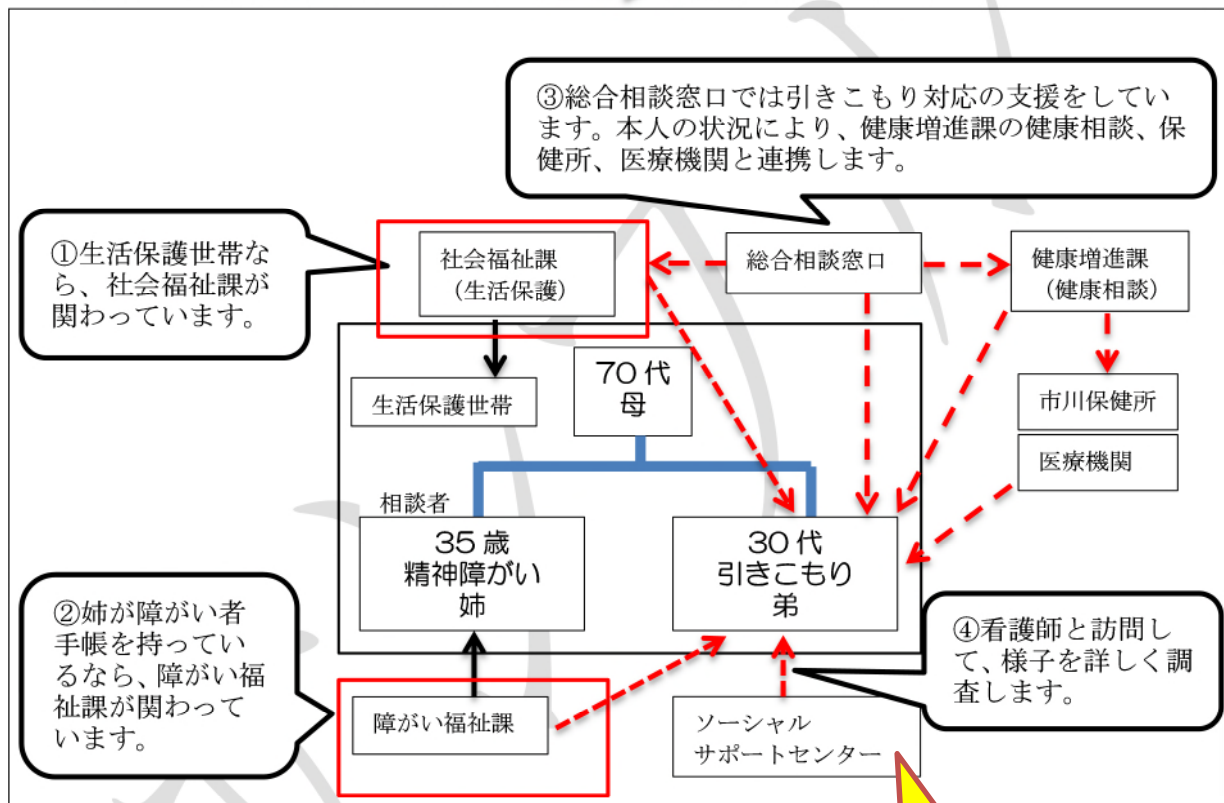 ③総合相談窓口では引きこもり対応の支援をしてい
ます。本人の状況により、健康増進課の健康相談、保
健所、医療機関と連携します。
①生活保護世帯な
ら、社会福祉課が
関わっています。
社会福祉課
（生活保護）
総合相談窓口
健康増進課
（健康相談）
生活保護世帯
70代
母
市川保健所
医療機関
相談者
35歳
精神障がい
姉
30代
引きこもり
弟
②姉が障がい者
手帳を持ってい
るなら、障がい福
祉課が関わって
います。
④看護師と訪問し
て、様子を詳しく調
査します。
障がい福祉課
ソーシャル
サポートセンター